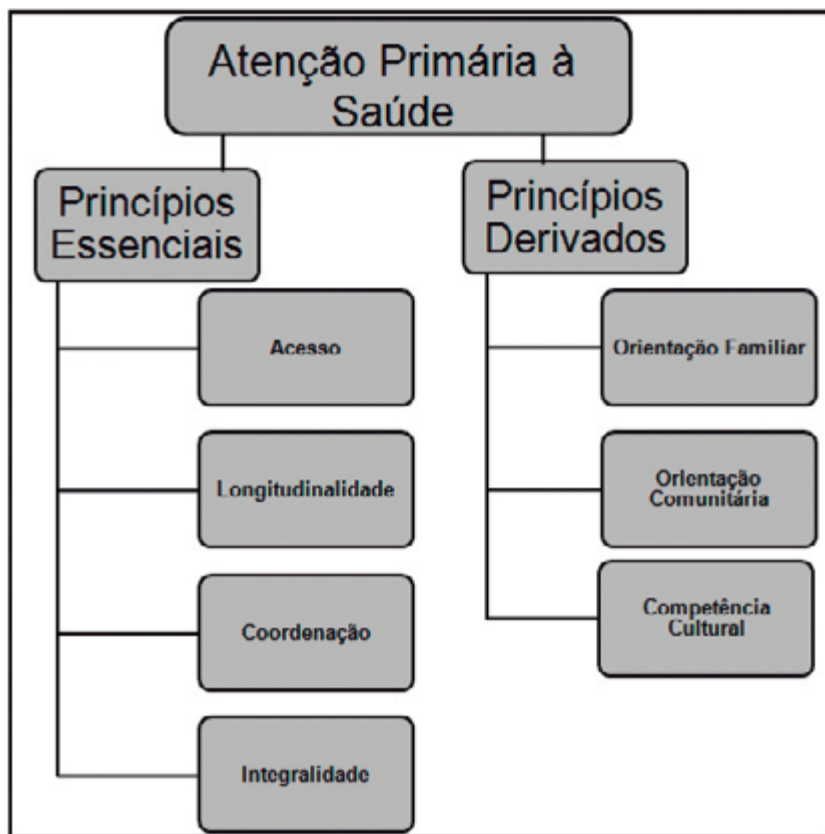 Atenção Primária à
Saúde
Princípios
Essenciais
Acesso
Longitudinalidade
Coordenação
Integralidade
Princípios
Derivados
Orientação Familiar
Orientação
Comunitária
Competência
Cultural